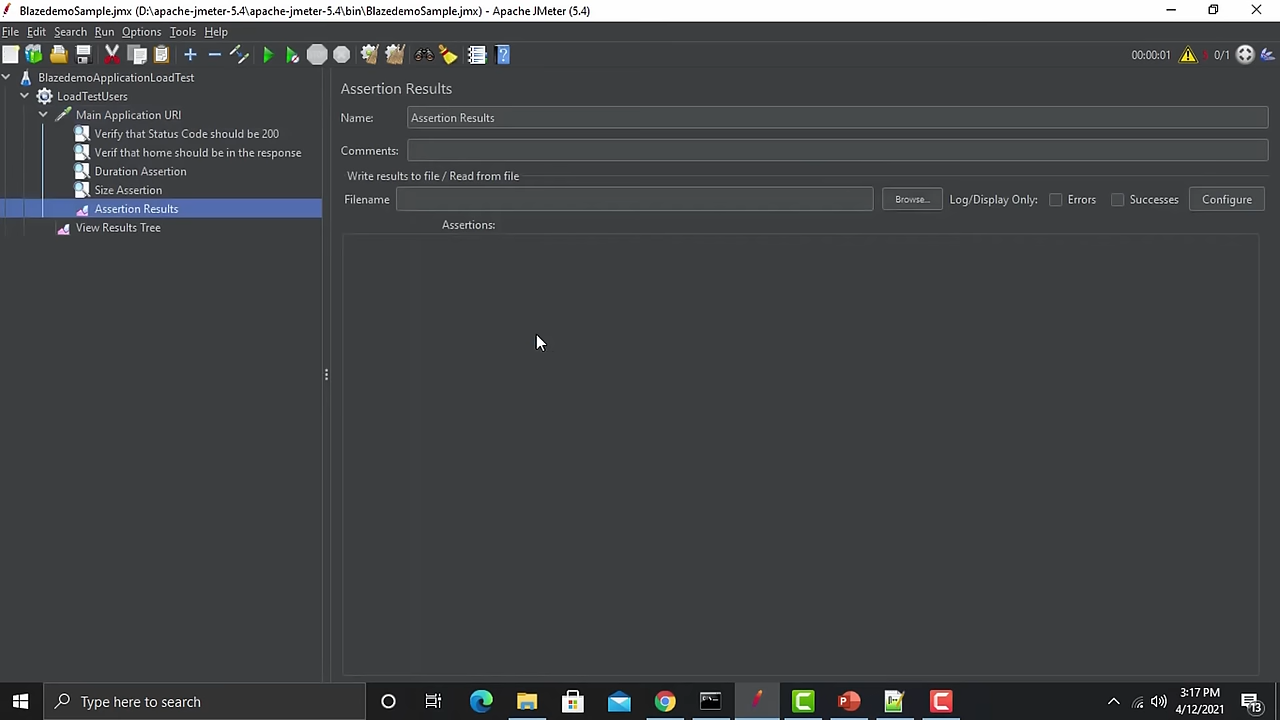 BlazedemoSample.jmx (D:\apache-jmeter-5.4\apache-jmeter-5.4\bin\BlazedemoSample.jmx) - Apache JMeter (5.4)
File Edit Search Run Options Tools Help
00:00:01 0/1
BlazedemoApplicationLoadTest
LoadTestUsers
Main Application URI
Verify that Status Code should be 200
Verif that home should be in the response
Duration Assertion
Size Assertion
Assertion Results
View Results Tree
Assertion Results
Name: Assertion Results
Comments:
Write results to file / Read from file
Filename Browse... Log/Display Only: Errors Successes Configure
Assertions:
Type here to search
3:17 PM
4/12/2021
13